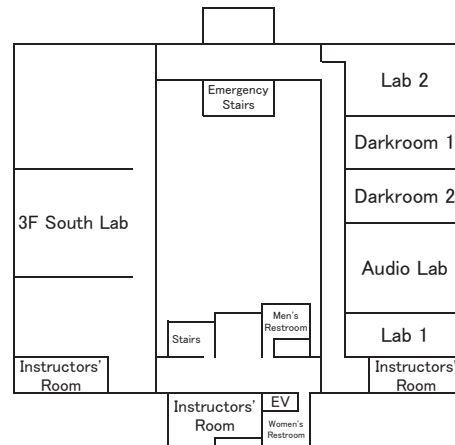 Lab 2
Emergency
Stairs
Darkroom 1
Darkroom 2
3F South Lab
Audio Lab
Men's
Restroom
Stairs
Lab 1
Instructors'
Room
Instructors'
Room
Instructors'
Room
EV
Women's
Restroom